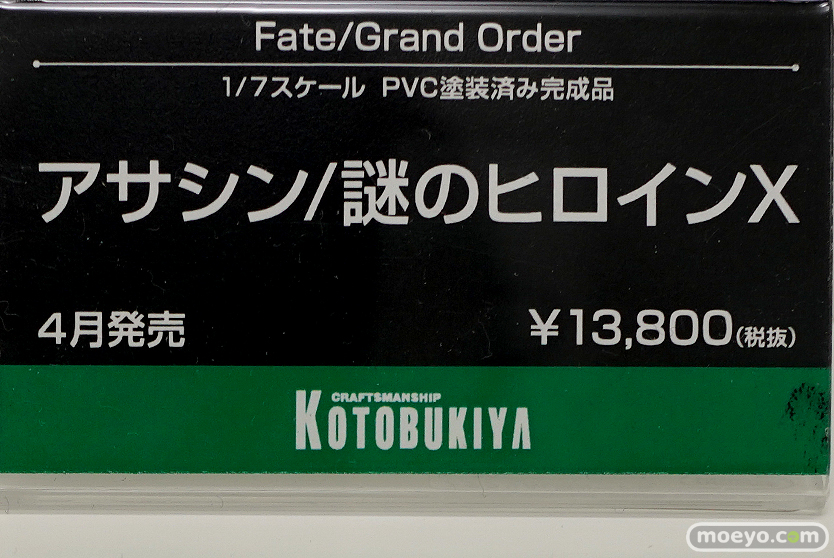 Fate/Grand Order
1/7スケール PVC塗装済み完成品
アサシン/謎のヒロインX
4月発売
¥13,800(税抜)
CRAFTSMANSHIP
KOTOBUKIYA
moeyo.com